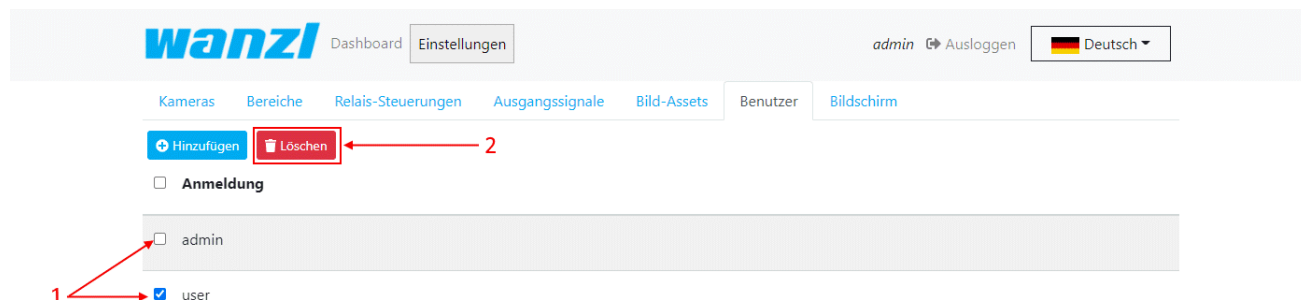 wanzl Dashboard Einstellungen admin Ausloggen Deutsch
Kameras Bereiche Relais-Steuerungen Ausgangssignale Bild-Assets Benutzer Bildschirm
Hinzufügen Löschen 2
Anmeldung
admin
1 user